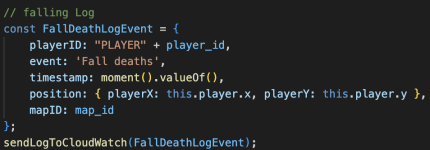 // falling Log
const FallDeathLogEvent = {
    playerID: "PLAYER" + player_id,
    event: 'Fall deaths',
    timestamp: moment().valueOf(),
    position: { playerX: this.player.x, playerY: this.player.y },
    mapID: map_id
};
sendLogToCloudWatch(FallDeathLogEvent);